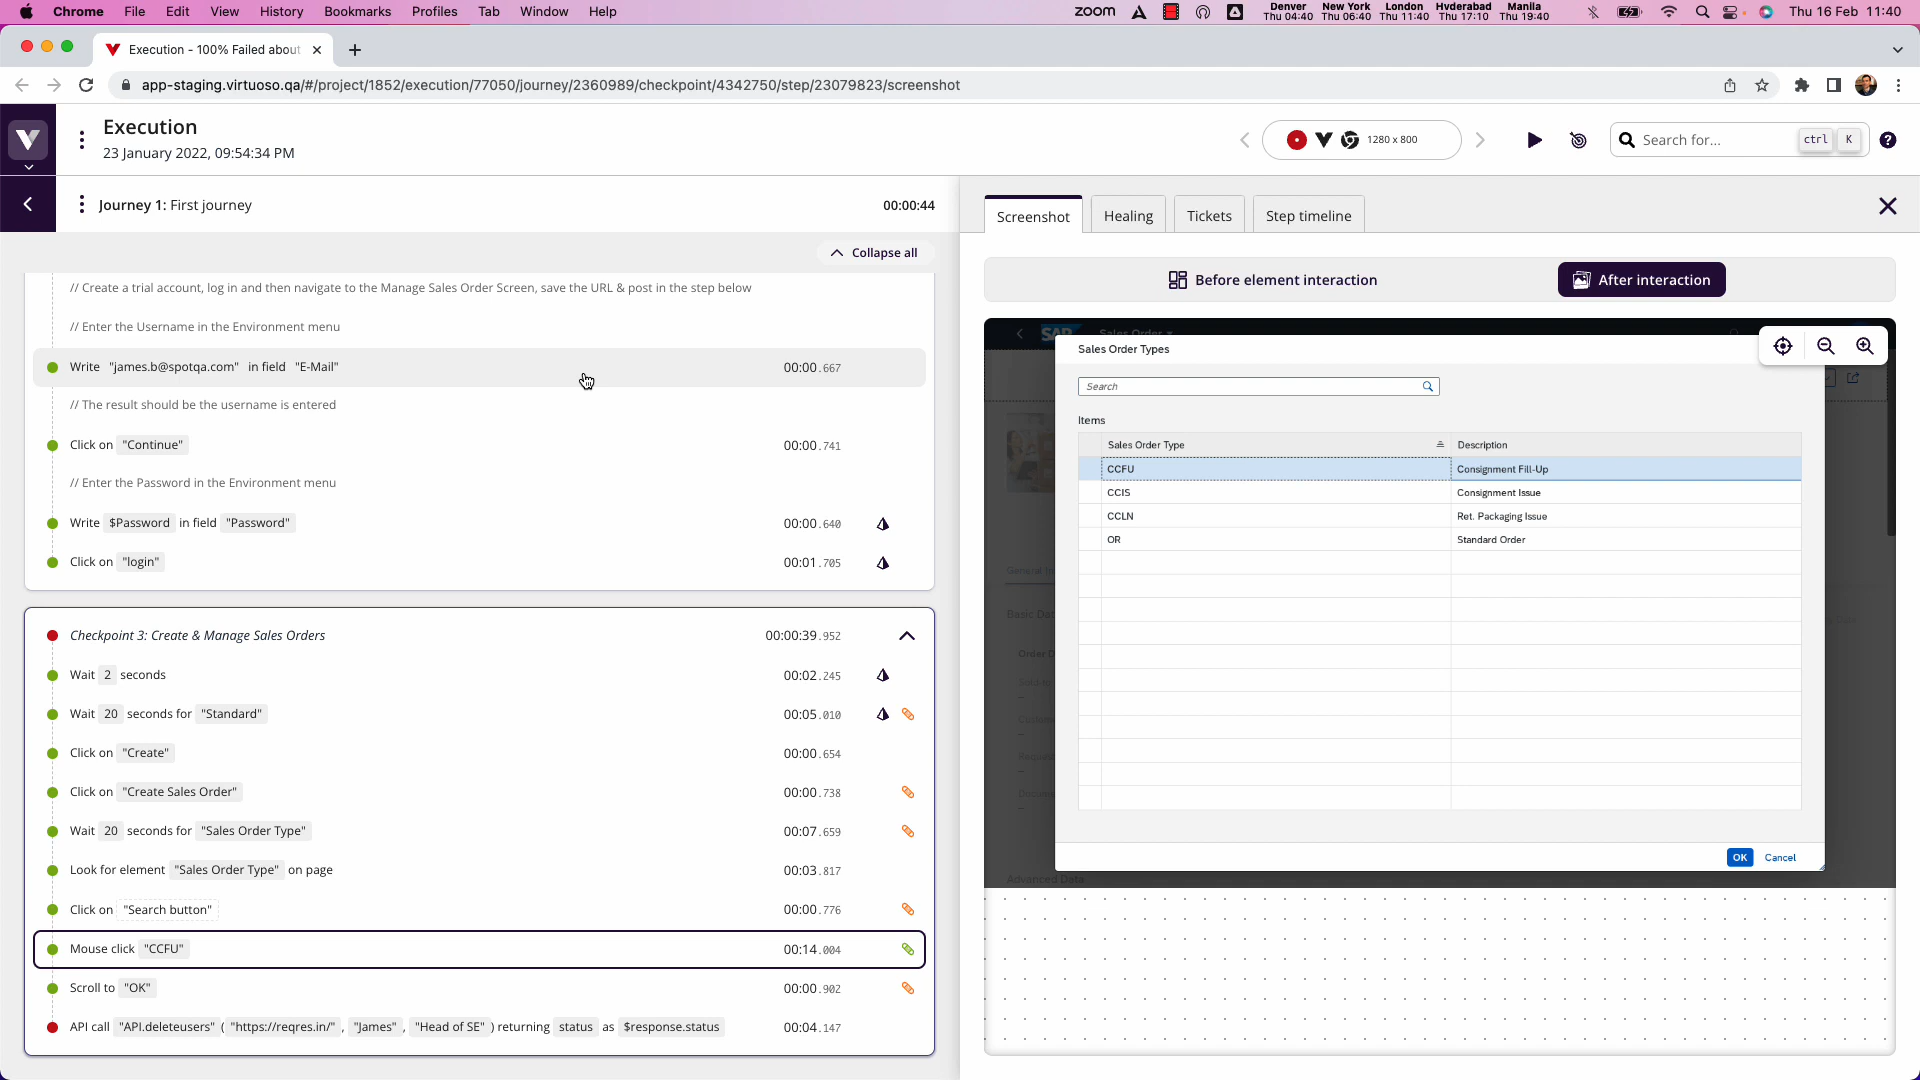 Chrome File Edit View History Bookmarks Profiles Tab Window Help
zoom
Denver Thu 04:40
New York Thu 06:40
London Thu 11:40
Hyderabad Thu 17:10
Manila Thu 19:40
Thu 16 Feb 11:40
Execution - 100% Failed about
app-staging.virtuoso.qa/#/project/1852/execution/77050/journey/2360989/checkpoint/4342750/step/23079823/screenshot
Execution
23 January 2022, 09:54:34 PM
1280 x 800
Search for... ctrl K
Journey 1: First journey 00:00:44
Collapse all
// Create a trial account, log in and then navigate to the Manage Sales Order Screen, save the URL & post in the step below
// Enter the Username in the Environment menu
Write "james.b@spotqa.com" in field "E-Mail" 00:00.667
// The result should be the username is entered
Click on "Continue" 00:00.741
// Enter the Password in the Environment menu
Write $Password in field "Password" 00:00.640
Click on "login" 00:01.705
Checkpoint 3: Create & Manage Sales Orders 00:00:39.952
Wait 2 seconds 00:02.245
Wait 20 seconds for "Standard" 00:05.010
Click on "Create" 00:00.654
Click on "Create Sales Order" 00:00.738
Wait 20 seconds for "Sales Order Type" 00:07.659
Look for element "Sales Order Type" on page 00:03.817
Click on "Search button" 00:00.776
Mouse click "CCFU" 00:14.004
Scroll to "OK" 00:00.902
API call "API.deleteusers" ( "https://reqres.in/" , "James" , "Head of SE" ) returning status as $response.status 00:04.147
Screenshot Healing Tickets Step timeline
Before element interaction After interaction
SAP Sales Order
Sales Order Types
Search
Items
Sales Order Type Description
CCFU Consignment Fill-Up
CCIS Consignment Issue
CCLN Ret. Packaging Issue
OR Standard Order
OK Cancel
Advanced Data